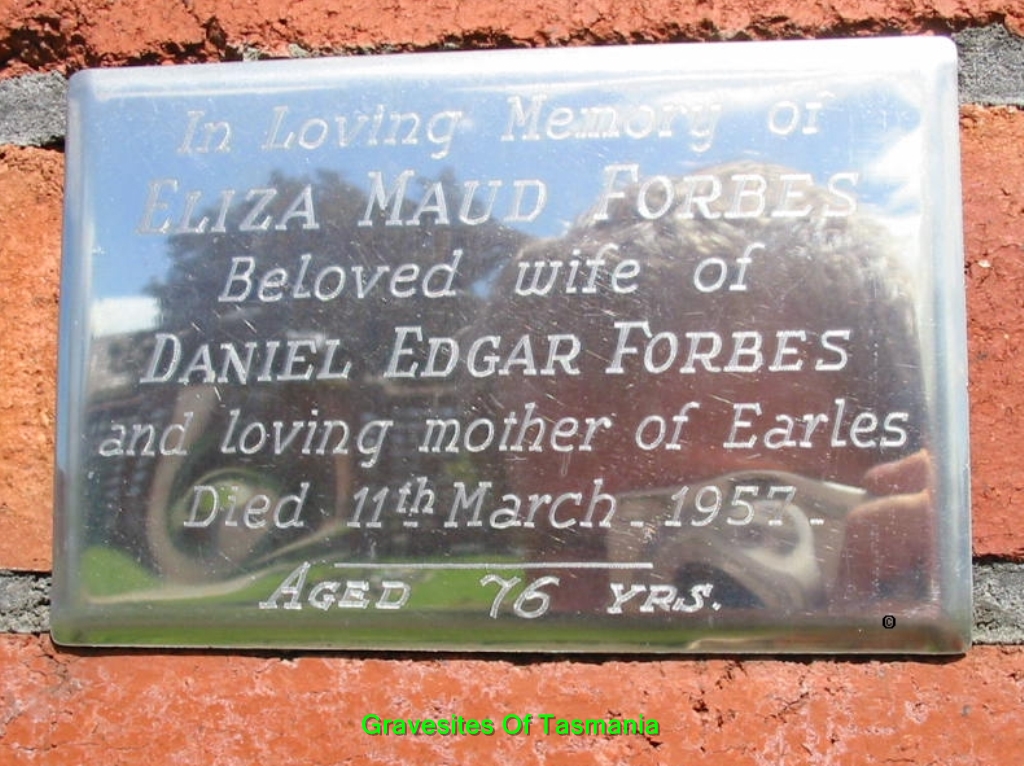 In Loving Memory of
ELIZA MAUD FORBES
Beloved wife of
DANIEL EDGAR FORBES
and loving mother of Earles
Died 11th March - 1957 -
AGED 76 YRS.
©
Gravesites Of Tasmania